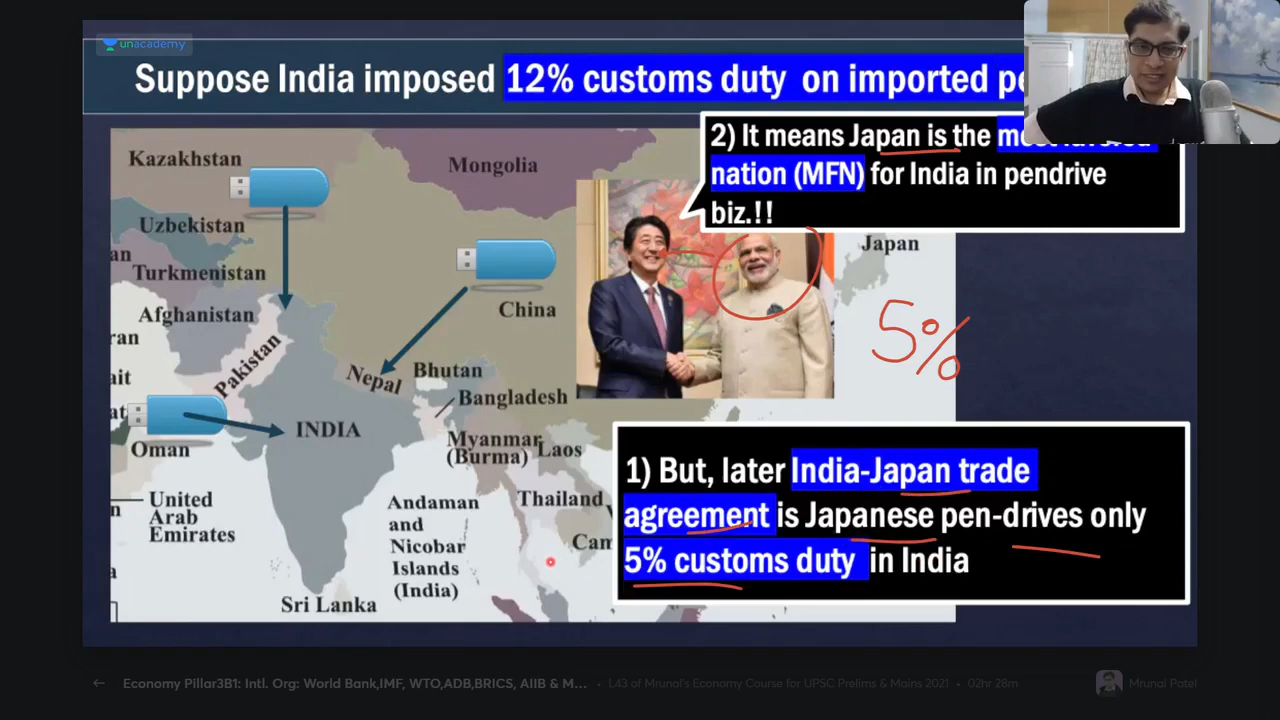 unacademy
Suppose India imposed 12% customs duty on imported
2) It means Japan is the
nation (MFN) for India in pendrive
biz.!!
Kazakhstan
Mongolia
Uzbekistan
Turkmenistan
Afghanistan
Pakistan
China
Japan
5%
Nepal
Bhutan
Bangladesh
INDIA
Oman
Myanmar
(Burma)
Laos
United
Arab
Emirates
Andaman
and
Nicobar
Islands
(India)
Thailand
Sri Lanka
1) But, later India-Japan trade
agreement is Japanese pen-drives only
5% customs duty in India
Economy Pillar3B1: Intl. Org: World Bank,IMF, WTO,ADB,BRICS, AIIB & M... • L43 of Mrunal's Economy Course for UPSC Prelims & Mains 2021 • 02hr 28m
Mrunal Patel